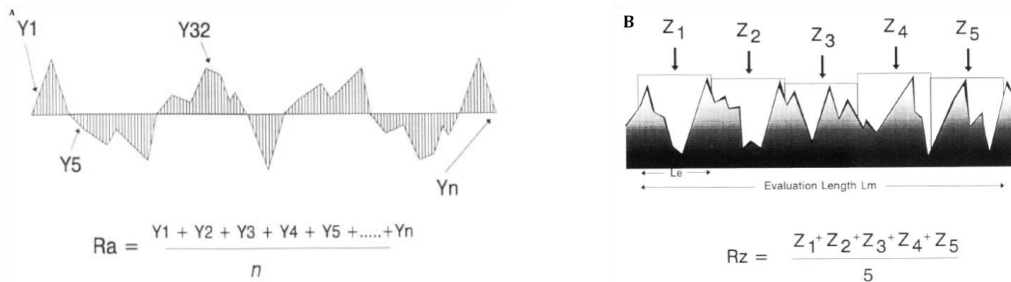 A
Y1
Y32
Y5
Yn
Ra = Y1 + Y2 + Y3 + Y4 + Y5 +.....+Yn
n
B
Z1 Z2 Z3 Z4 Z5
Le
Evaluation Length Lm
Rz = Z1+Z2+Z3+Z4+Z5
5